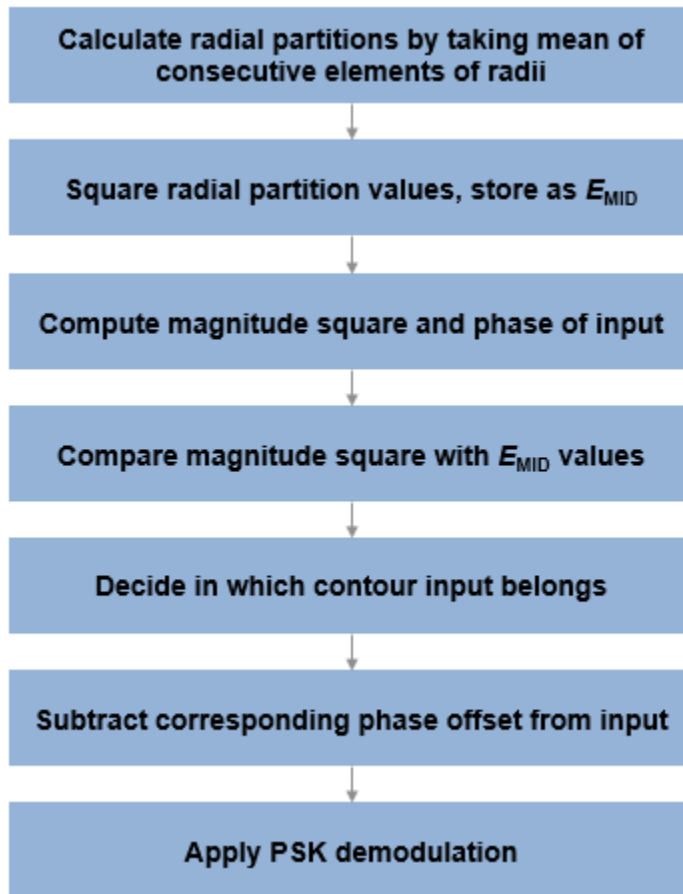 Calculate radial partitions by taking mean of
consecutive elements of radii
Square radial partition values, store as E_MID
Compute magnitude square and phase of input
Compare magnitude square with E_MID values
Decide in which contour input belongs
Subtract corresponding phase offset from input
Apply PSK demodulation